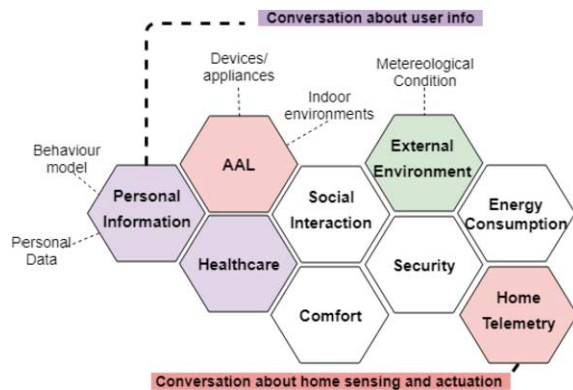 Conversation about user info
Devices/
appliances
Metereological
Condition
Indoor
environments
Behaviour
model
AAL
External
Environment
Personal
Information
Social
Interaction
Energy
Consumption
Personal
Data
Healthcare
Security
Comfort
Home
Telemetry
Conversation about home sensing and actuation